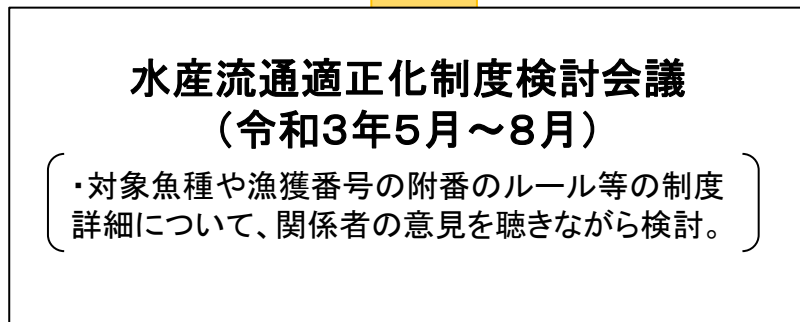 水産流通適正化制度検討会議
（令和３年５月～８月）
・対象魚種や漁獲番号の附番のルール等の制度
詳細について、関係者の意見を聴きながら検討。